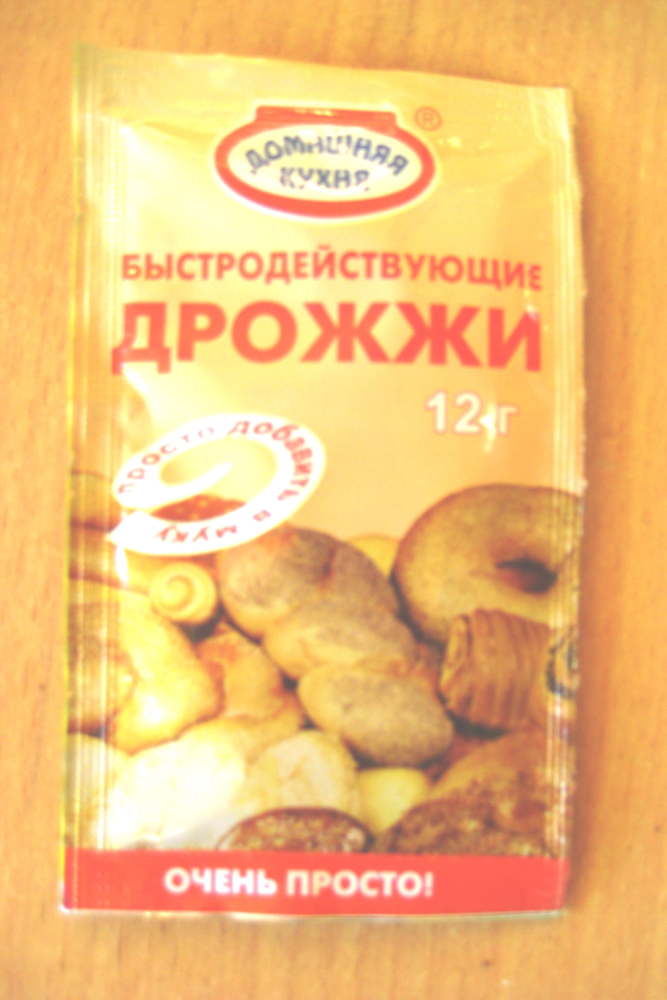 ДОМАШНЯЯ
КУХНЯ
®
БЫСТРОДЕЙСТВУЮЩИЕ
ДРОЖЖИ
12 г
просто добавить в муку
ОЧЕНЬ ПРОСТО!